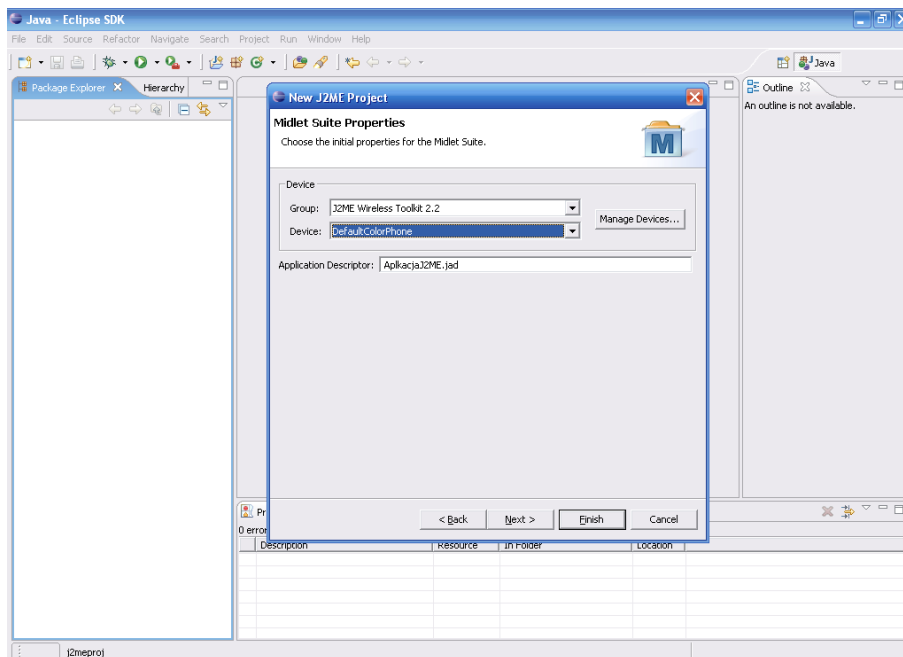 Java - Eclipse SDK
File Edit Source Refactor Navigate Search Project Run Window Help
Java
Package Explorer Hierarchy
Outline
An outline is not available.
New J2ME Project
Midlet Suite Properties
Choose the initial properties for the Midlet Suite.
M
Device
Group: J2ME Wireless Toolkit 2.2
Manage Devices...
Device: DefaultColorPhone
Application Descriptor: AplkacjaJ2ME.jad
< Back Next > Finish Cancel
Pr
0 error
Description Resource In Folder Location
j2meproj